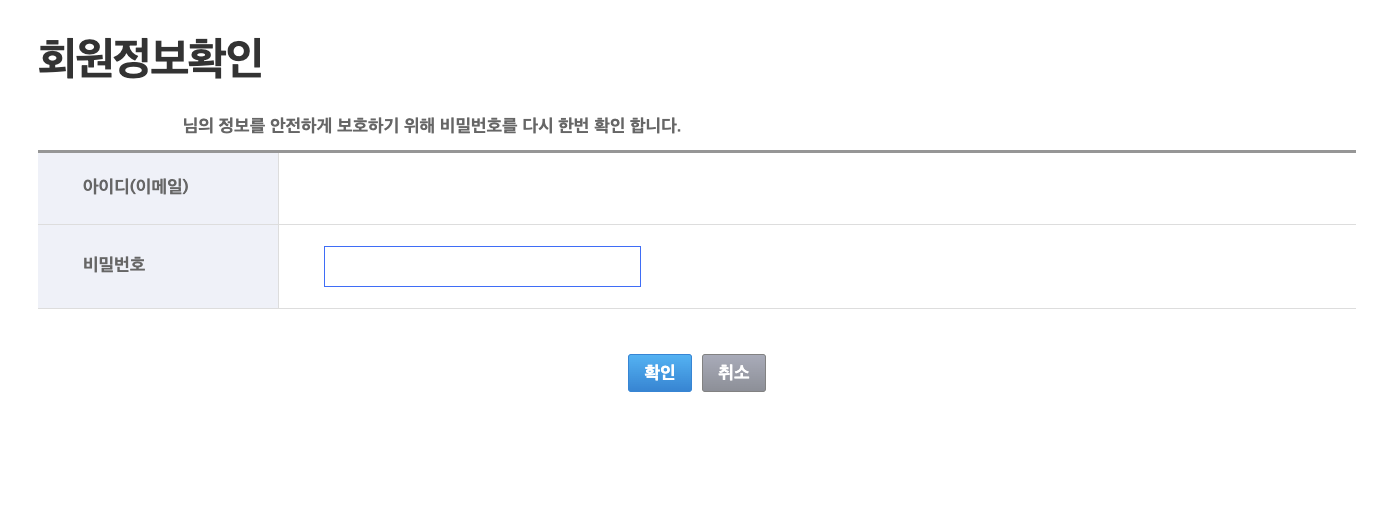 회원정보확인
님의 정보를 안전하게 보호하기 위해 비밀번호를 다시 한번 확인 합니다.
아이디(이메일)
비밀번호
확인 취소